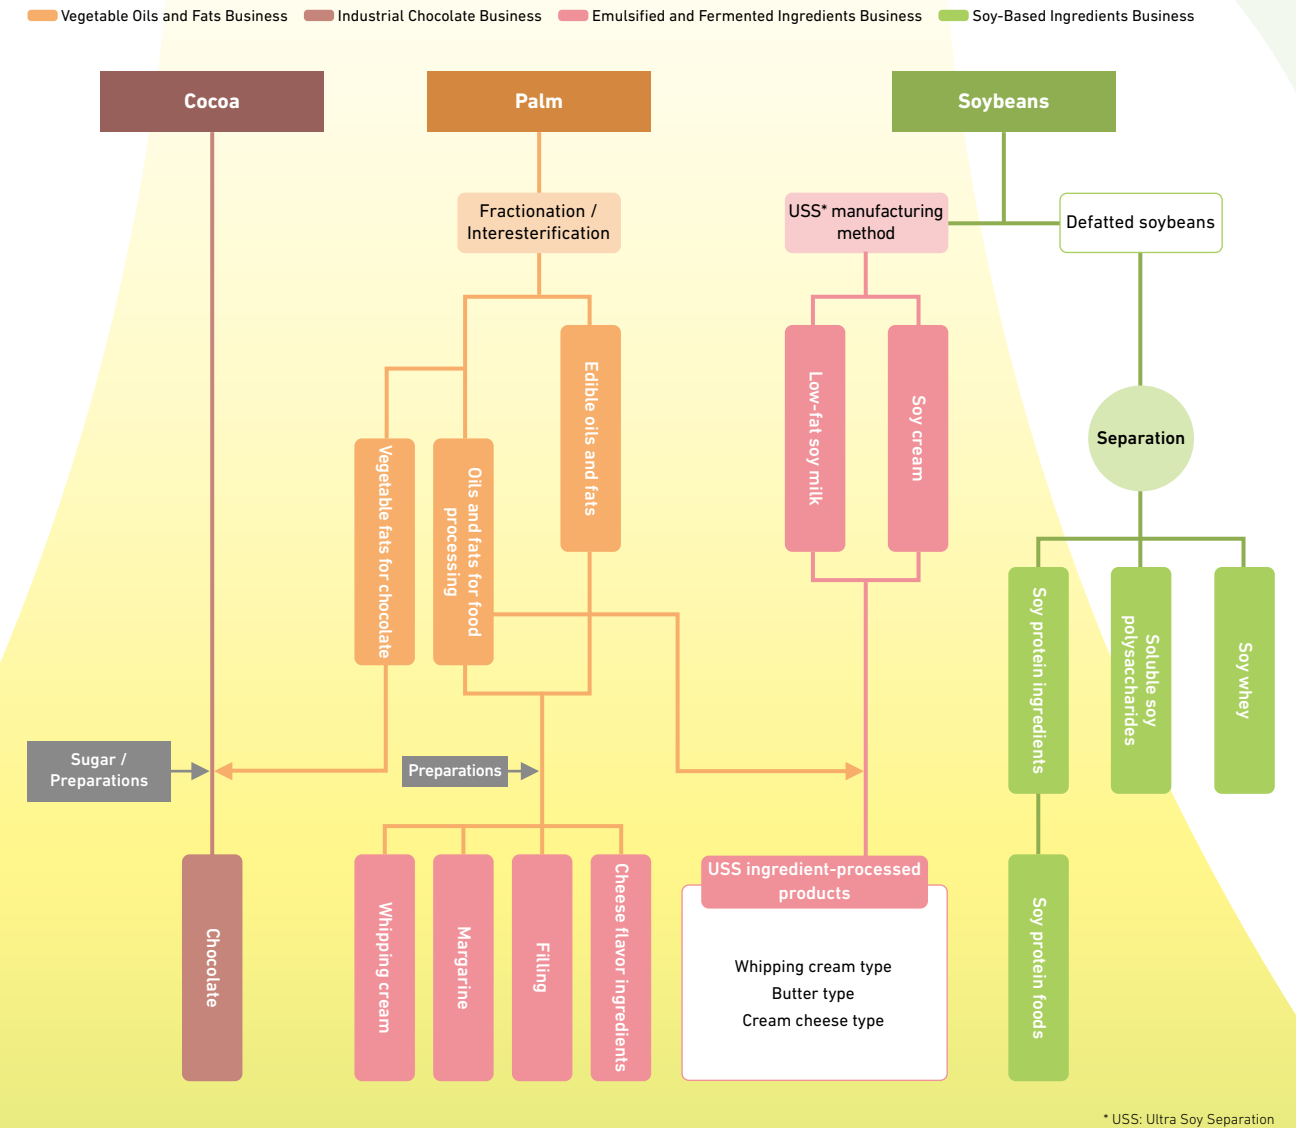 Vegetable Oils and Fats Business
Industrial Chocolate Business
Emulsified and Fermented Ingredients Business
Soy-Based Ingredients Business
Cocoa
Palm
Soybeans
Fractionation /
Interesterification
USS* manufacturing
method
Defatted soybeans
Edible oils and fats
Low-fat soy milk
Soy cream
Separation
Vegetable fats for chocolate
Oils and fats for food
processing
Soy protein ingredients
Soluble soy
polysaccharides
Soy whey
Sugar /
Preparations
Preparations
Chocolate
Whipping cream
Margarine
Filling
Cheese flavor ingredients
USS ingredient-processed
products
Whipping cream type
Butter type
Cream cheese type
Soy protein foods
* USS: Ultra Soy Separation